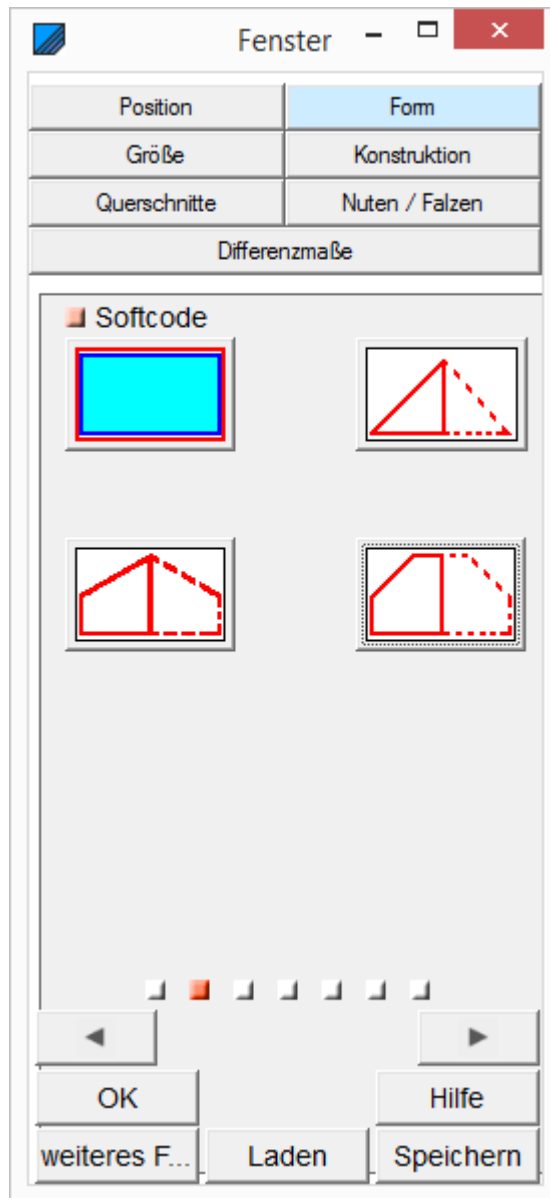 Fenster
Position Form
Größe Konstruktion
Querschnitte Nuten / Falzen
Differenzmaße
Softcode
OK Hilfe
weiteres F... Laden Speichern